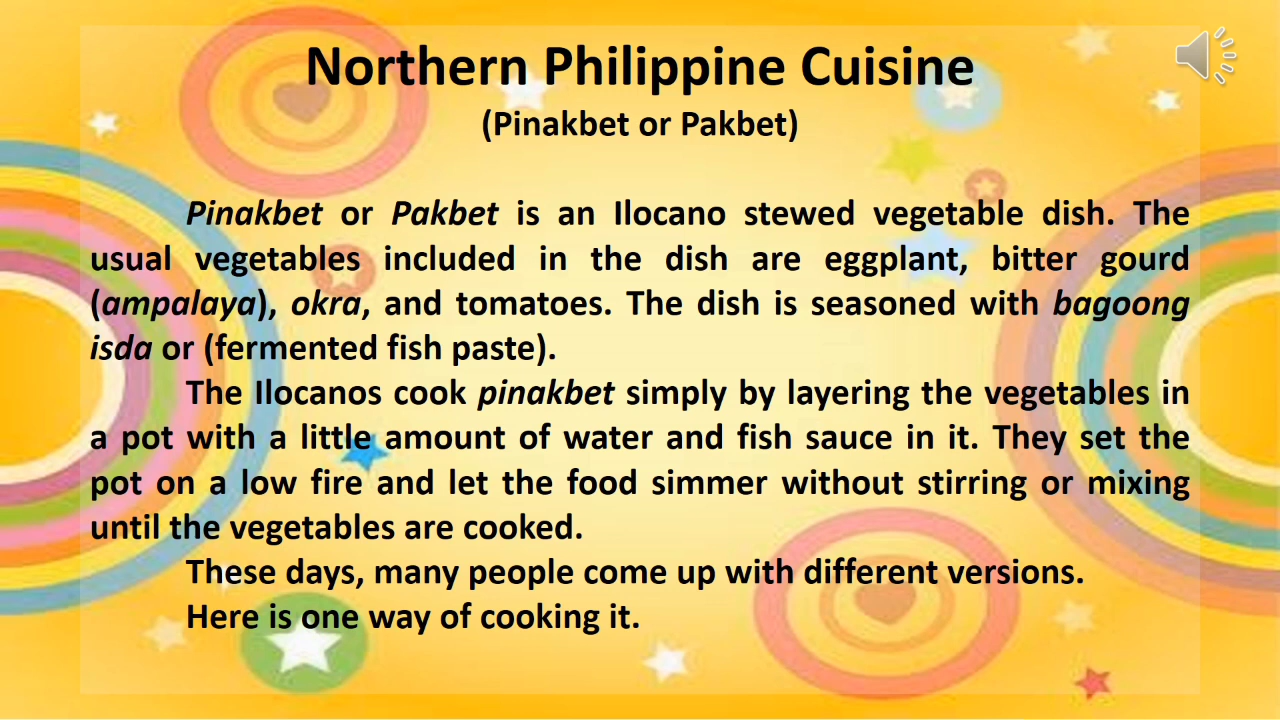 Northern Philippine Cuisine
(Pinakbet or Pakbet)
Pinakbet or Pakbet is an Ilocano stewed vegetable dish. The
usual vegetables included in the dish are eggplant, bitter gourd
(ampalaya), okra, and tomatoes. The dish is seasoned with bagoong
isda or (fermented fish paste).
The Ilocanos cook pinakbet simply by layering the vegetables in
a pot with a little amount of water and fish sauce in it. They set the
pot on a low fire and let the food simmer without stirring or mixing
until the vegetables are cooked.
These days, many people come up with different versions.
Here is one way of cooking it.